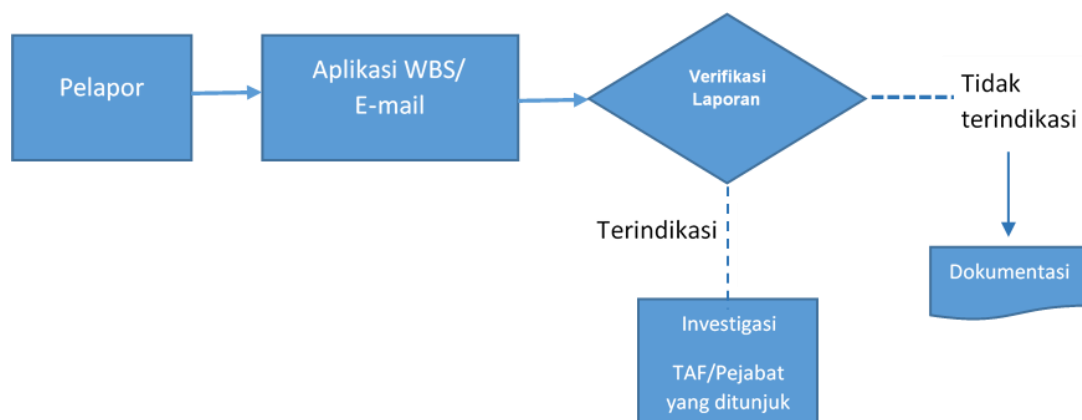 Pelapor
Aplikasi WBS/
E-mail
Verifikasi
Laporan
Tidak
terindikasi
Terindikasi
Dokumentasi
Investigasi
TAF/Pejabat
yang ditunjuk